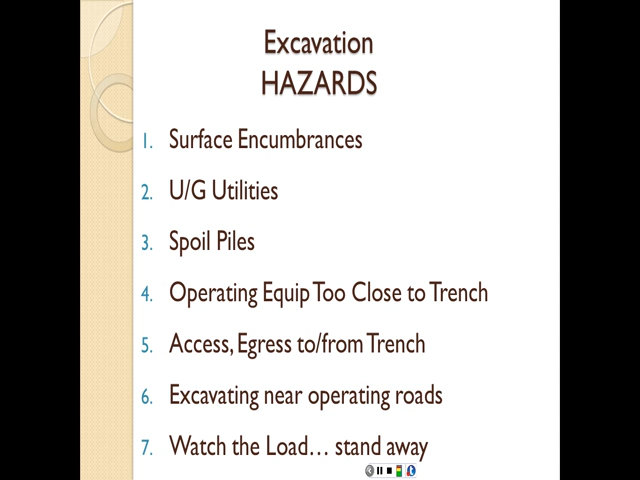 Excavation
HAZARDS
1. Surface Encumbrances
2. U/G Utilities
3. Spoil Piles
4. Operating Equip Too Close to Trench
5. Access, Egress to/from Trench
6. Excavating near operating roads
7. Watch the Load… stand away